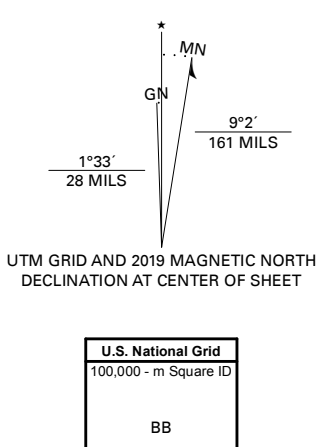 ★
MN
GN
9°2´
161 MILS
1°33´
28 MILS
UTM GRID AND 2019 MAGNETIC NORTH
DECLINATION AT CENTER OF SHEET
U.S. National Grid
100,000 - m Square ID
BB